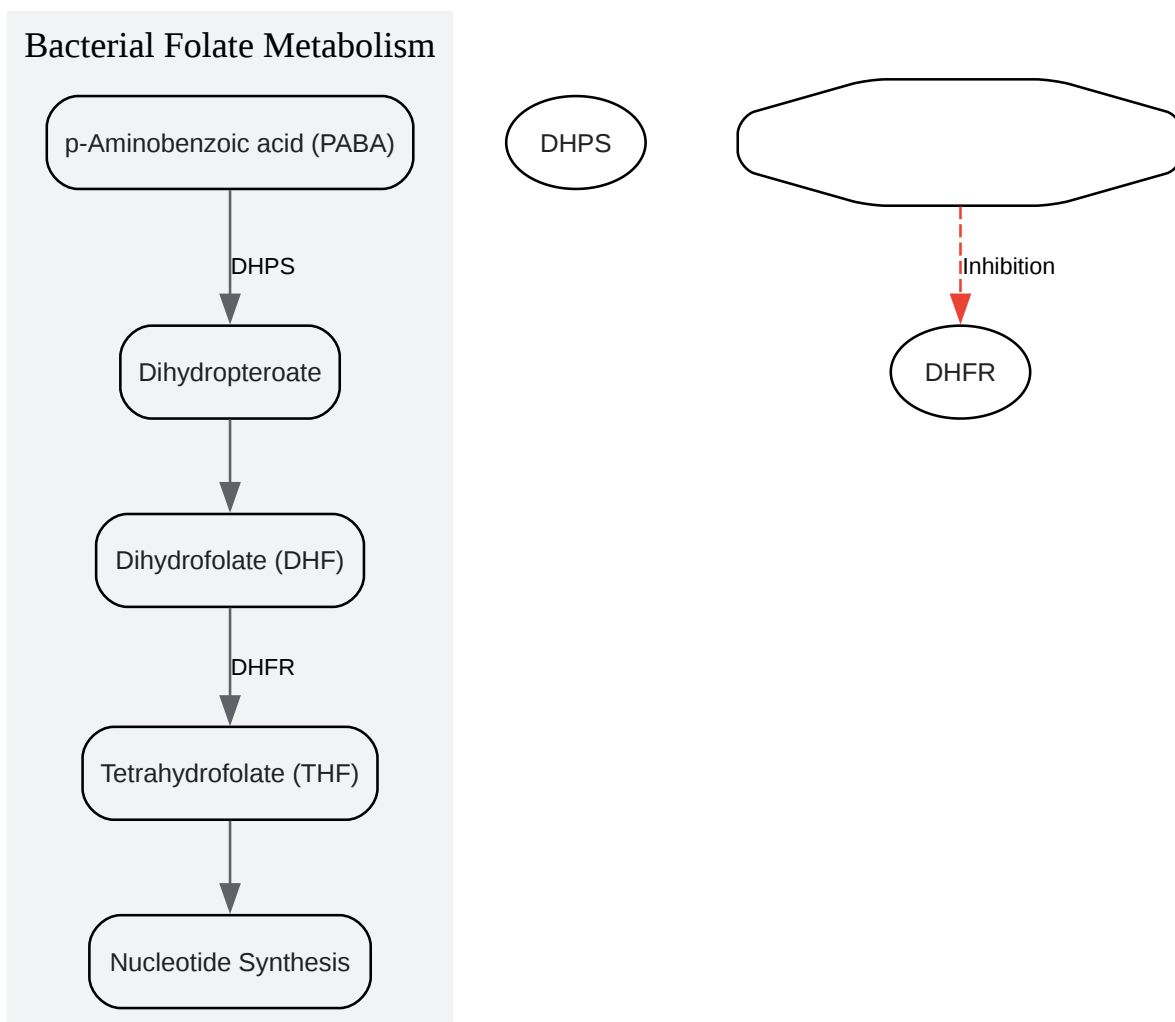 Bacterial Folate Metabolism
p-Aminobenzoic acid (PABA)
DHPS
DHPS
Inhibition
Dihydropteroate
DHFR
Dihydrofolate (DHF)
DHFR
Tetrahydrofolate (THF)
Nucleotide Synthesis